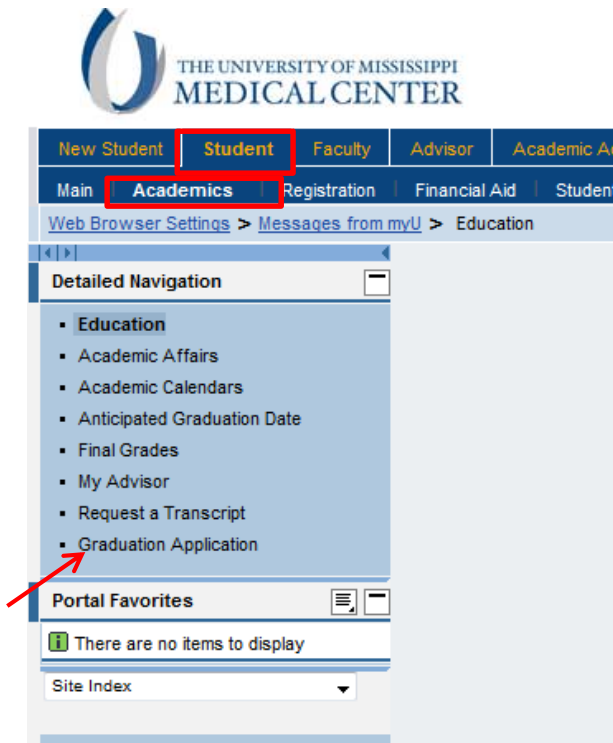 THE UNIVERSITY OF MISSISSIPPI
MEDICAL CENTER
New Student Student Faculty Advisor Academic
Main Academics Registration Financial Aid Student
Web Browser Settings > Messages from myU > Education
Detailed Navigation
Education
Academic Affairs
Academic Calendars
Anticipated Graduation Date
Final Grades
My Advisor
Request a Transcript
Graduation Application
Portal Favorites
There are no items to display
Site Index